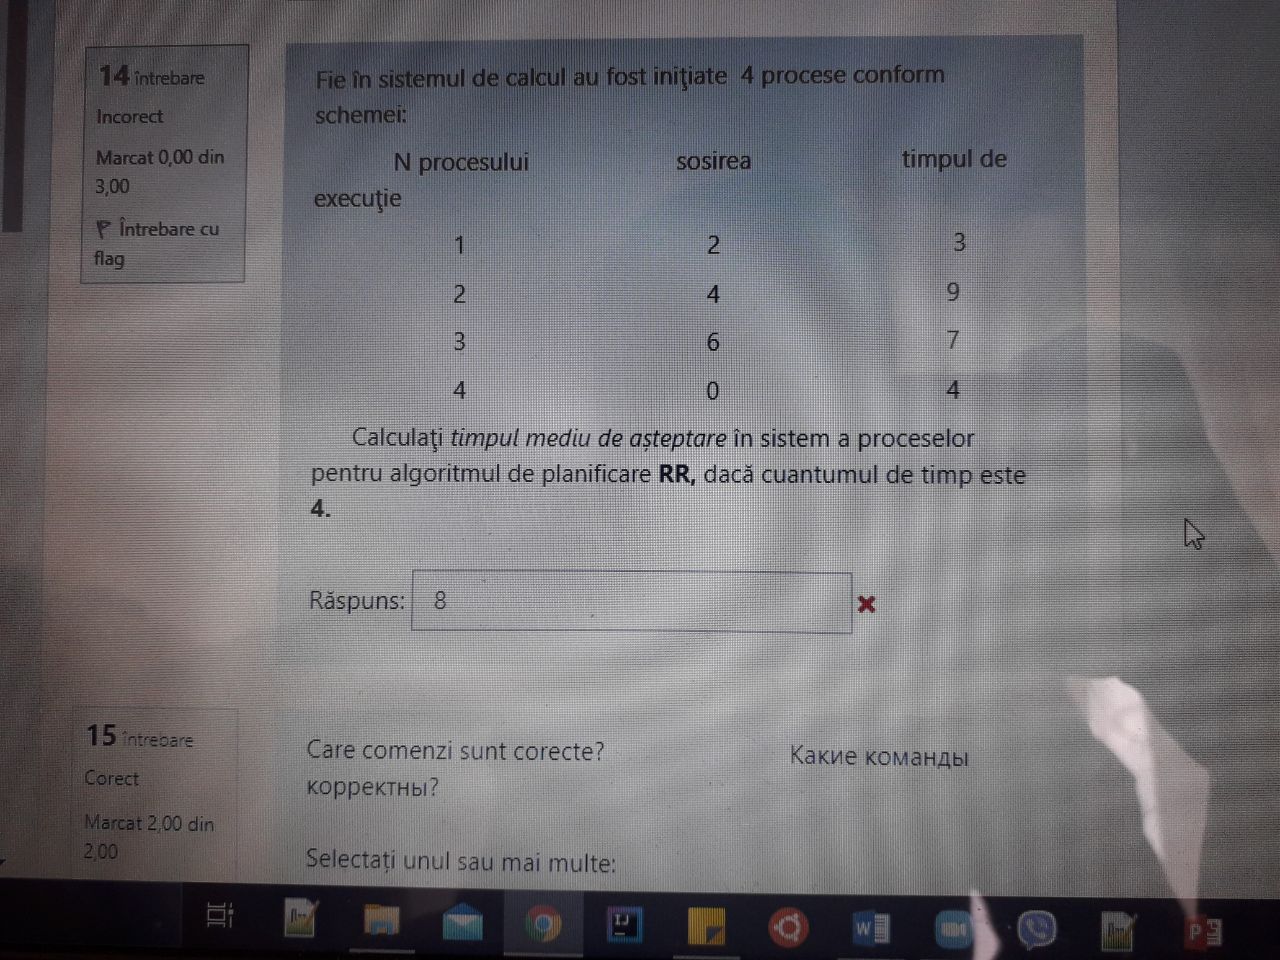 14 întrebare
Incorect
Marcat 0,00 din
3,00
Întrebare cu
flag
Fie în sistemul de calcul au fost iniţiate 4 procese conform
schemei:
N procesului sosirea timpul de
execuţie
1 2 3
2 4 9
3 6 7
4 0 4
Calculaţi timpul mediu de așteptare în sistem a proceselor
pentru algoritmul de planificare RR, dacă cuantumul de timp este
4.
Răspuns: 8
15 întrebare
Corect
Marcat 2,00 din
2,00
Care comenzi sunt corecte? Какие команды
корректны?
Selectați unul sau mai multe: